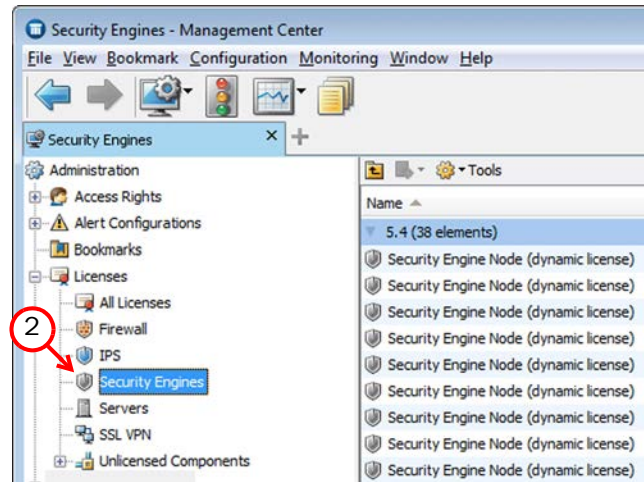 Security Engines - Management Center
File View Bookmark Configuration Monitoring Window Help
Security Engines
Administration
Access Rights
Alert Configurations
Bookmarks
Licenses
All Licenses
Firewall
IPS
2
Security Engines
Servers
SSL VPN
Unlicensed Components
Tools
Name
5.4 (38 elements)
Security Engine Node (dynamic license)
Security Engine Node (dynamic license)
Security Engine Node (dynamic license)
Security Engine Node (dynamic license)
Security Engine Node (dynamic license)
Security Engine Node (dynamic license)
Security Engine Node (dynamic license)
Security Engine Node (dynamic license)
Security Engine Node (dynamic license)